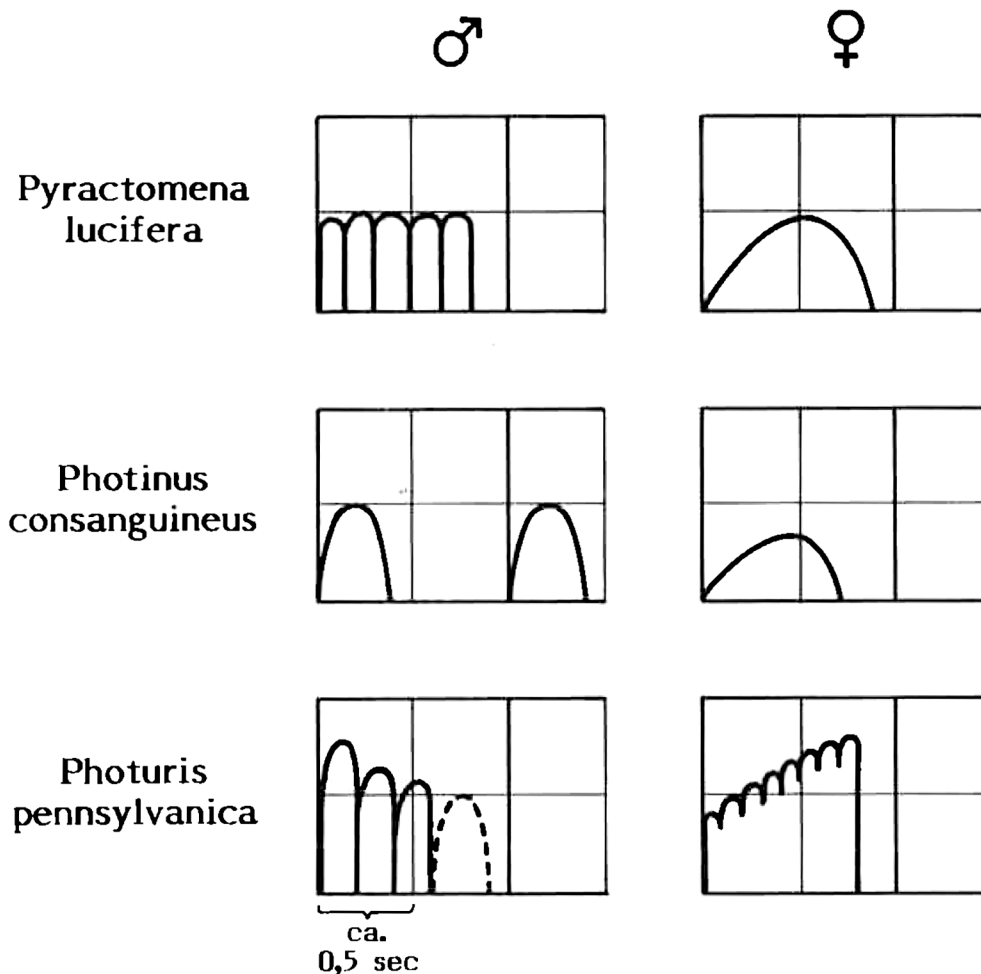 ♂ ♀
Pyractomena
lucifera
Photinus
consanguineus
Photuris
pennsylvanica
ca.
0,5 sec